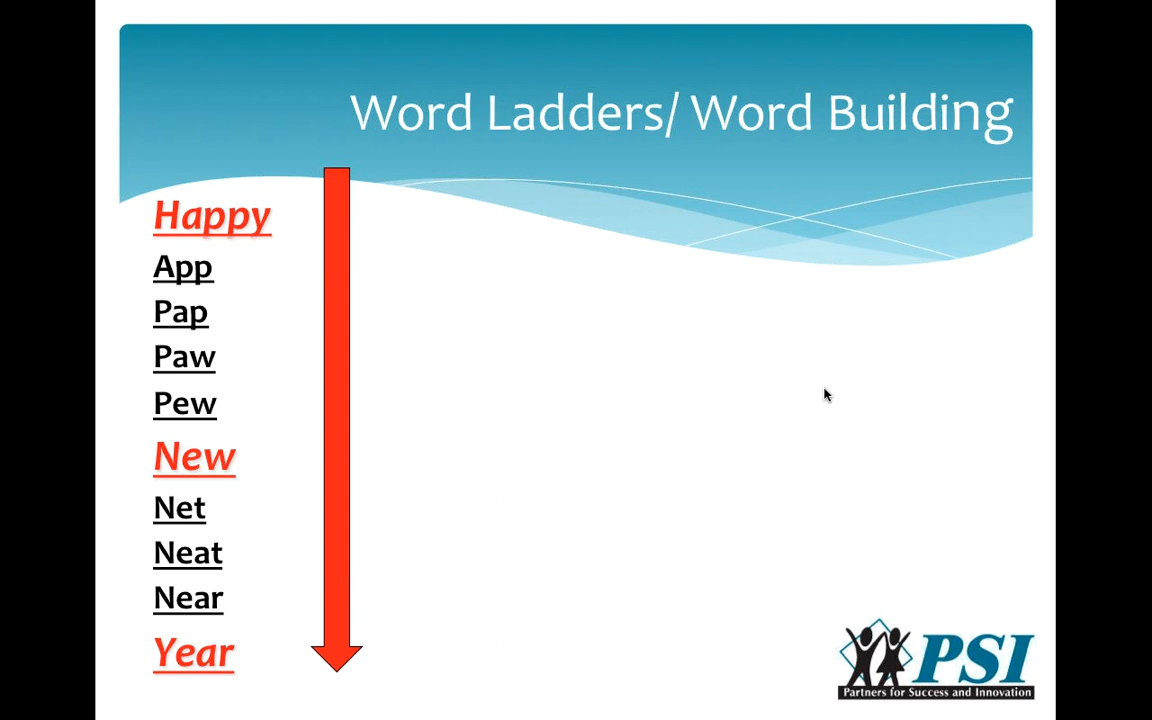 Word Ladders/ Word Building
Happy
App
Pap
Paw
Pew
New
Net
Neat
Near
Year
PSI
Partners for Success and Innovation